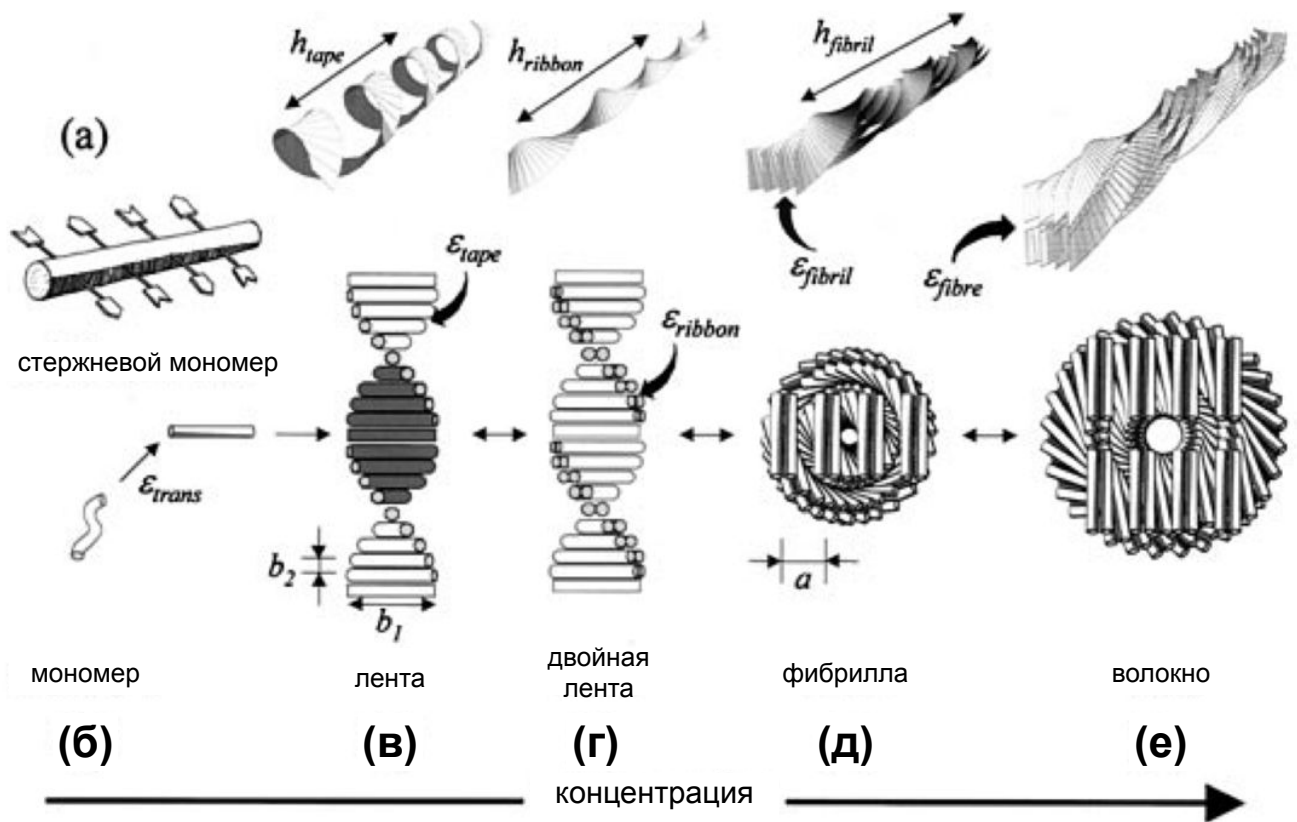 h_tape
h_ribbon
h_fibril
(а)
ε_tape
ε_fibril
ε_fibre
ε_ribbon
стержневой мономер
ε_trans
b_2
b_1
a
мономер
лента
двойная
лента
фибрилла
волокно
(б)
(в)
(г)
(д)
(е)
концентрация